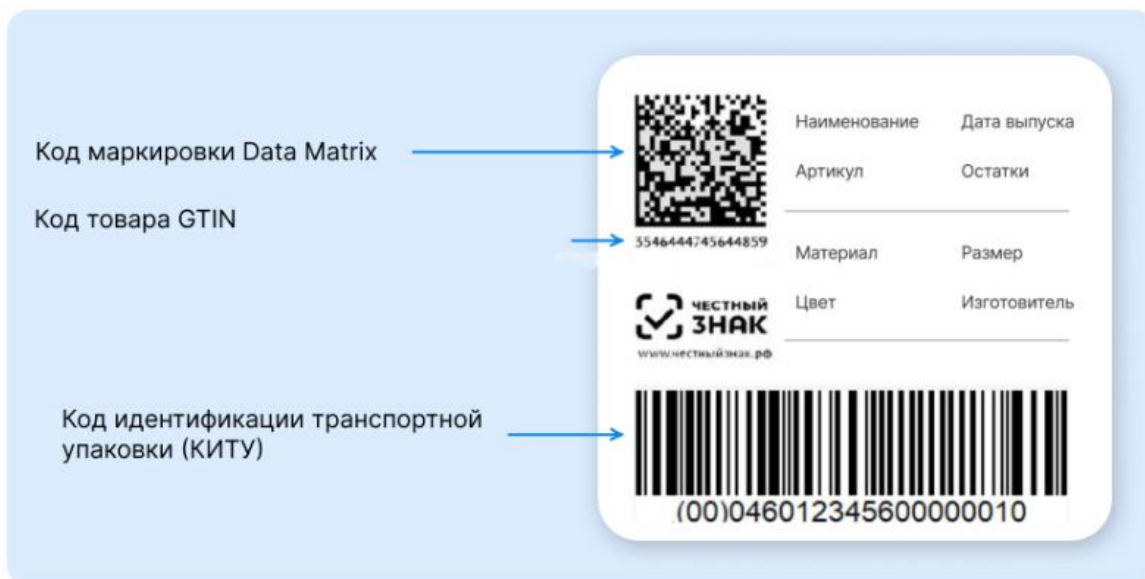 Код маркировки Data Matrix
Код товара GTIN
3546444745644859
Наименование Дата выпуска
Артикул Остатки
Материал Размер
Цвет Изготовитель
ЧЕСТНЫЙ
ЗНАК
www.честныйзнак.рф
Код идентификации транспортной
упаковки (КИТУ)
(00)046012345600000010